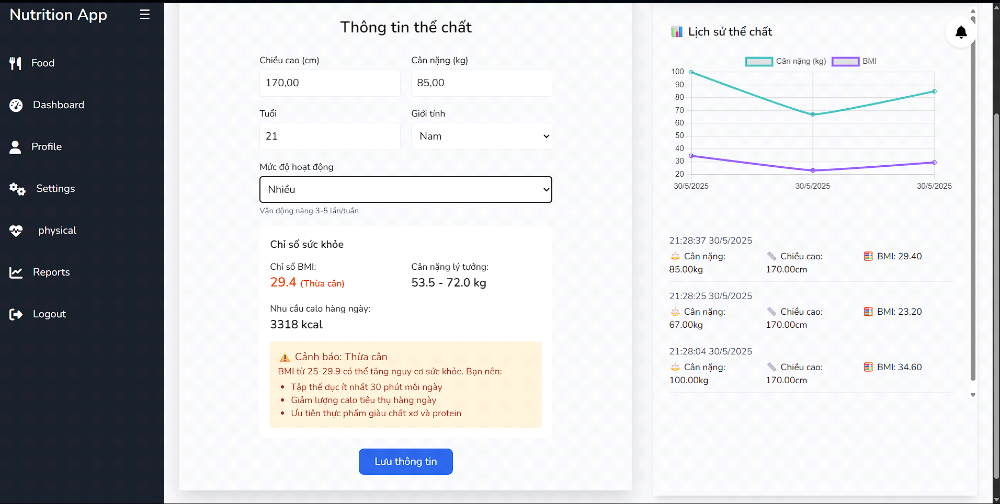 Nutrition App
Food
Dashboard
Profile
Settings
physical
Reports
Logout
Thông tin thể chất
Chiều cao (cm)
Cân nặng (kg)
170,00
85,00
Tuổi
Giới tính
21
Nam
Mức độ hoạt động
Nhiều
Vận động nặng 3-5 lần/tuần
Chỉ số sức khỏe
Chỉ số BMI:
Cân nặng lý tưởng:
29.4 (Thừa cân)
53.5 - 72.0 kg
Nhu cầu calo hàng ngày:
3318 kcal
Cảnh báo: Thừa cân
BMI từ 25-29.9 có thể tăng nguy cơ sức khỏe. Bạn nên:
Tập thể dục ít nhất 30 phút mỗi ngày
Giảm lượng calo tiêu thụ hàng ngày
Ưu tiên thực phẩm giàu chất xơ và protein
Lưu thông tin
Lịch sử thể chất
Cân nặng (kg)
BMI
100
90
80
70
60
50
40
30
20
30/5/2025
30/5/2025
30/5/2025
21:28:37 30/5/2025
Cân nặng:
85.00kg
Chiều cao:
170.00cm
BMI: 29.40
21:28:25 30/5/2025
Cân nặng:
67.00kg
Chiều cao:
170.00cm
BMI: 23.20
21:28:04 30/5/2025
Cân nặng:
100.00kg
Chiều cao:
170.00cm
BMI: 34.60